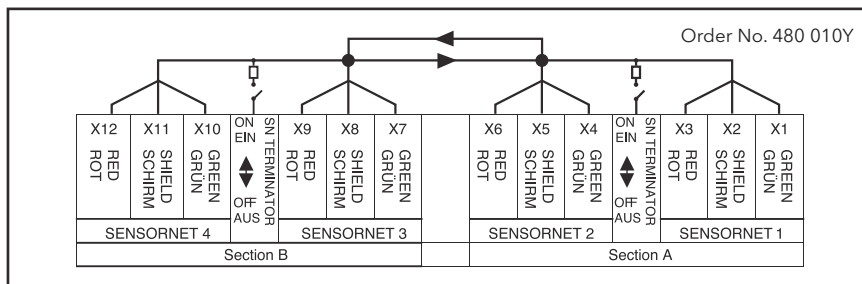 Order No. 480 010Y
X12 RED ROT
X11 SHIELD SCHIRM
X10 GREEN GRÜN
ON EIN OFF AUS SN TERMINATOR
X9 RED ROT
X8 SHIELD SCHIRM
X7 GREEN GRÜN
X6 RED ROT
X5 SHIELD SCHIRM
X4 GREEN GRÜN
ON EIN OFF AUS SN TERMINATOR
X3 RED ROT
X2 SHIELD SCHIRM
X1 GREEN GRÜN
SENSORNET 4
SENSORNET 3
SENSORNET 2
SENSORNET 1
Section B
Section A